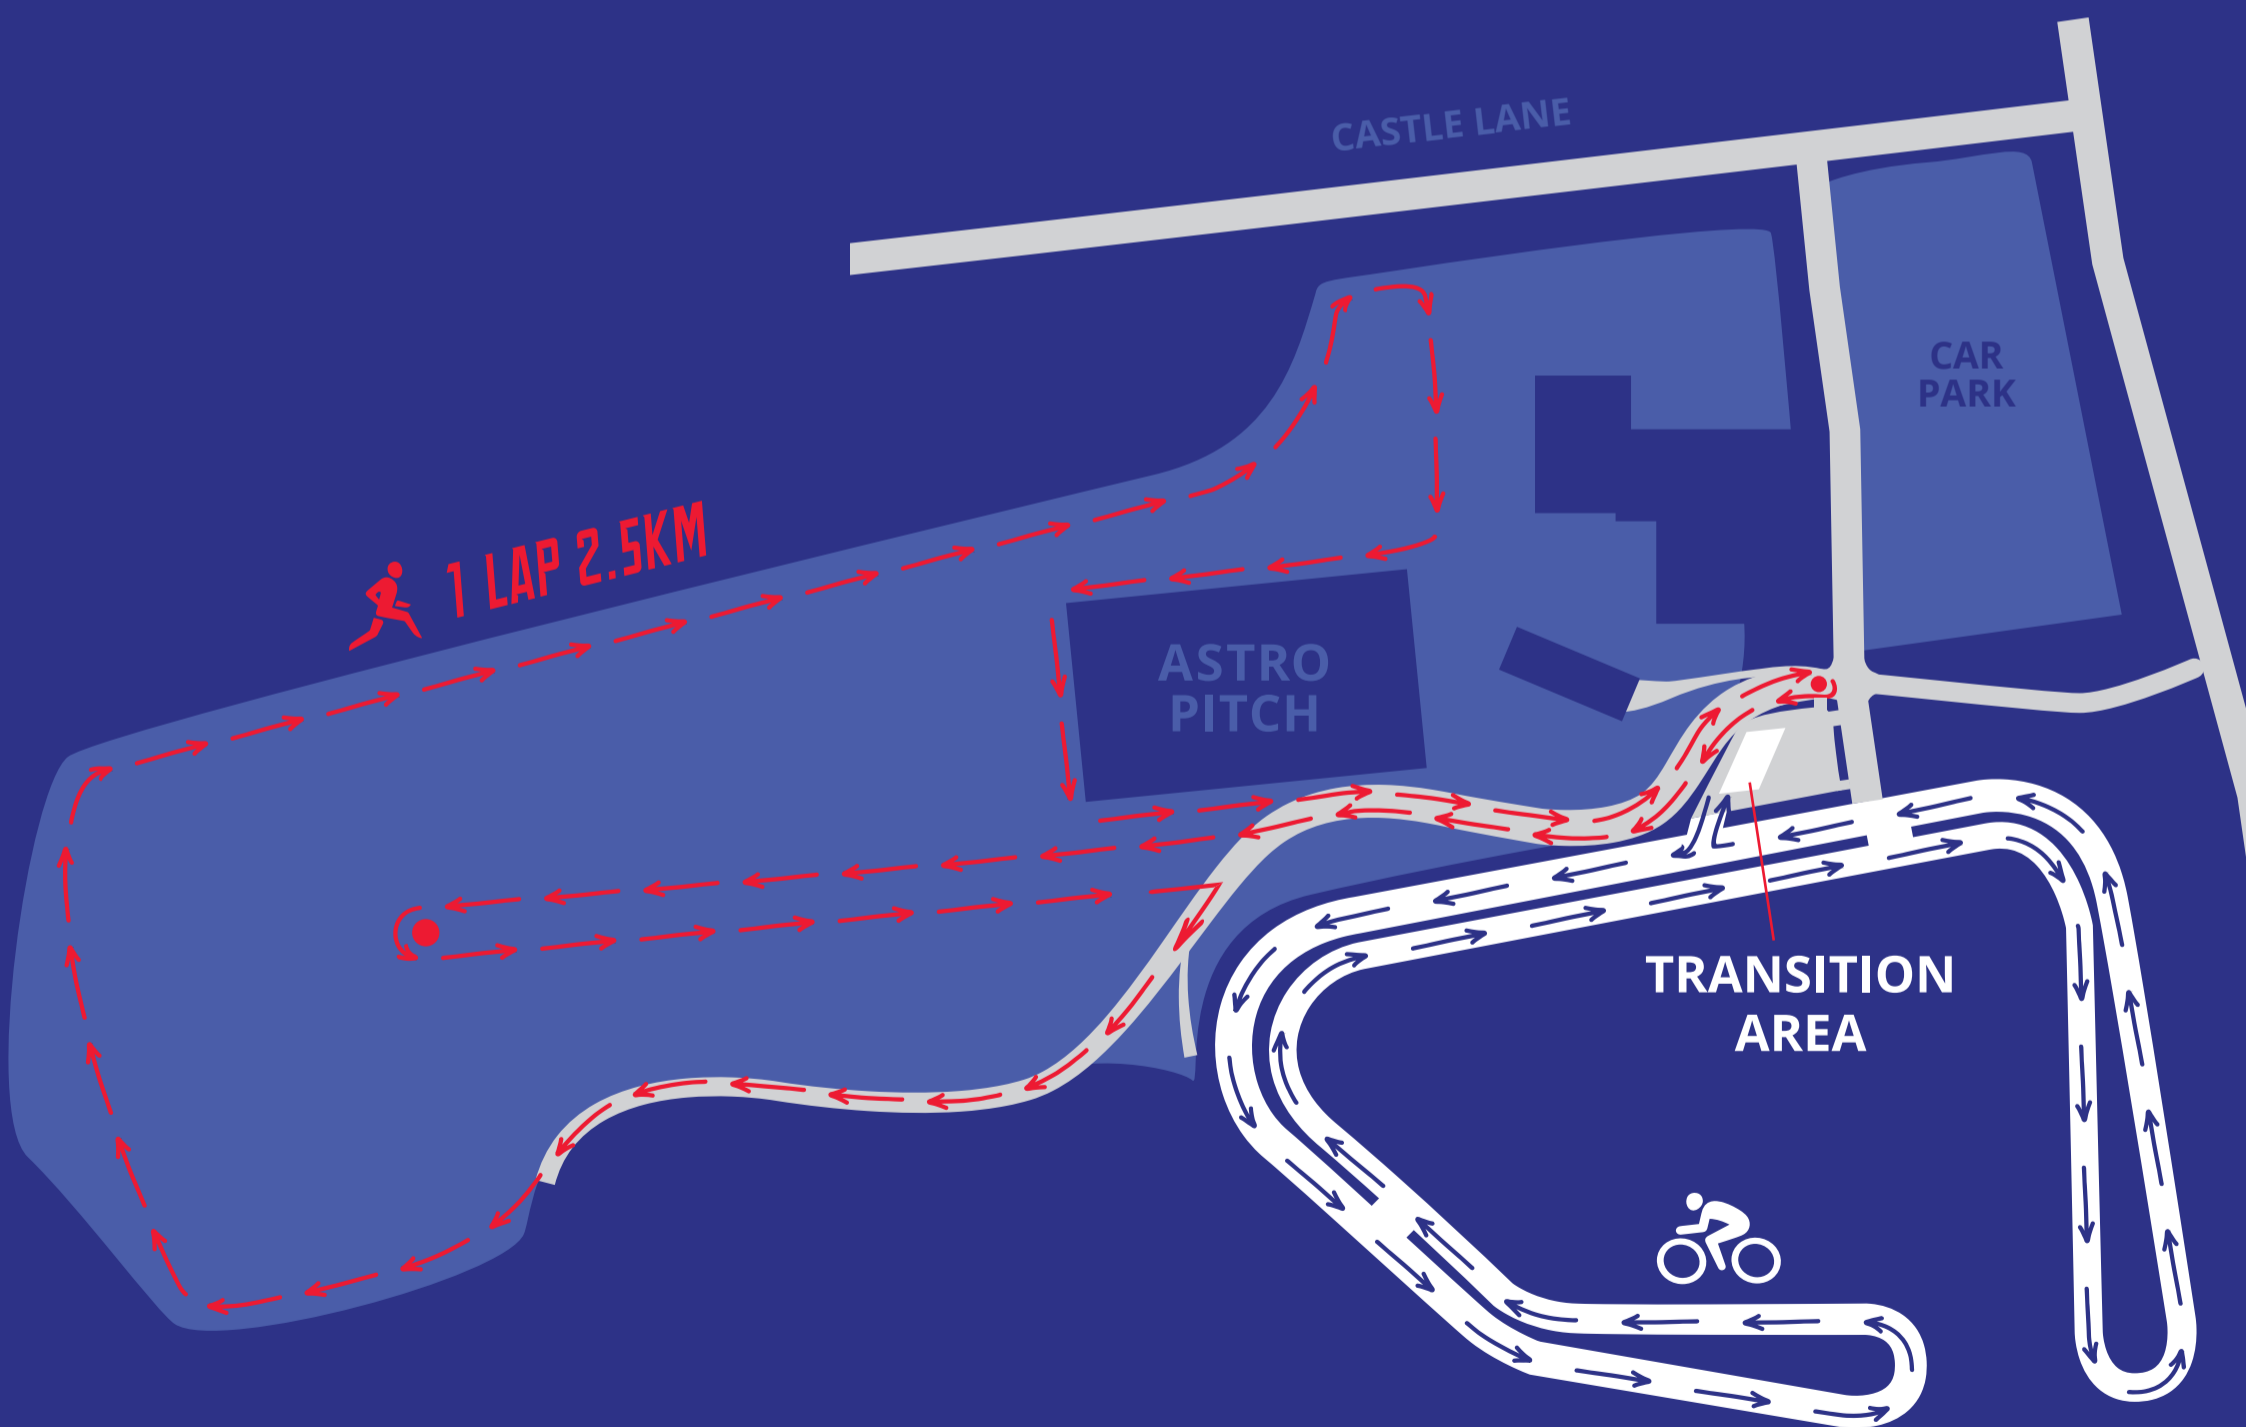 CASTLE LANE
CAR
PARK
1 LAP 2.5KM
ASTRO
PITCH
TRANSITION
AREA